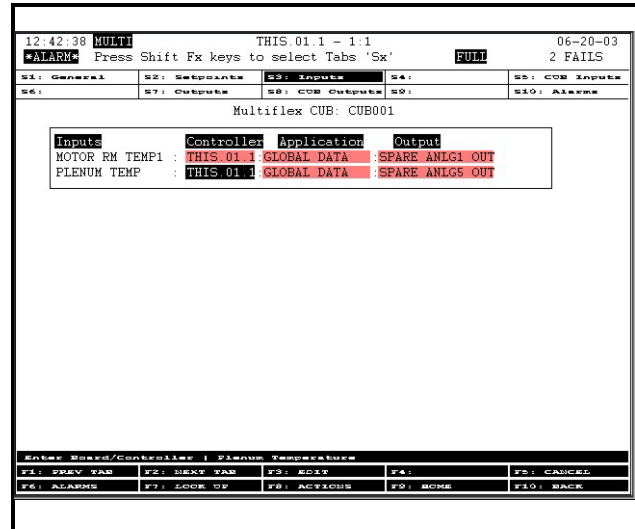 12:42:38 MULTI THIS.01.1 - 1:1 06-20-03
*ALARM* Press Shift Fx keys to select Tabs 'Sx' FULL 2 FAILS
S1: General S2: Setpoints S3: Inputs S4: S5: CUB Inputs
S6: S7: Outputs S8: CUB Outputs S9: S10: Alarms
Multiflex CUB: CUB001
Inputs Controller Application Output
MOTOR RM TEMP1 : THIS.01.1:GLOBAL DATA :SPARE ANLG1 OUT
PLENUM TEMP : THIS.01.1:GLOBAL DATA :SPARE ANLG5 OUT
Enter Board/Controller | Plenum Temperature
F1: PREV TAB F2: NEXT TAB F3: EDIT F4: F5: CANCEL
F6: ALARMS F7: LOOK UP F8: ACTIONS F9: HOME F10: BACK